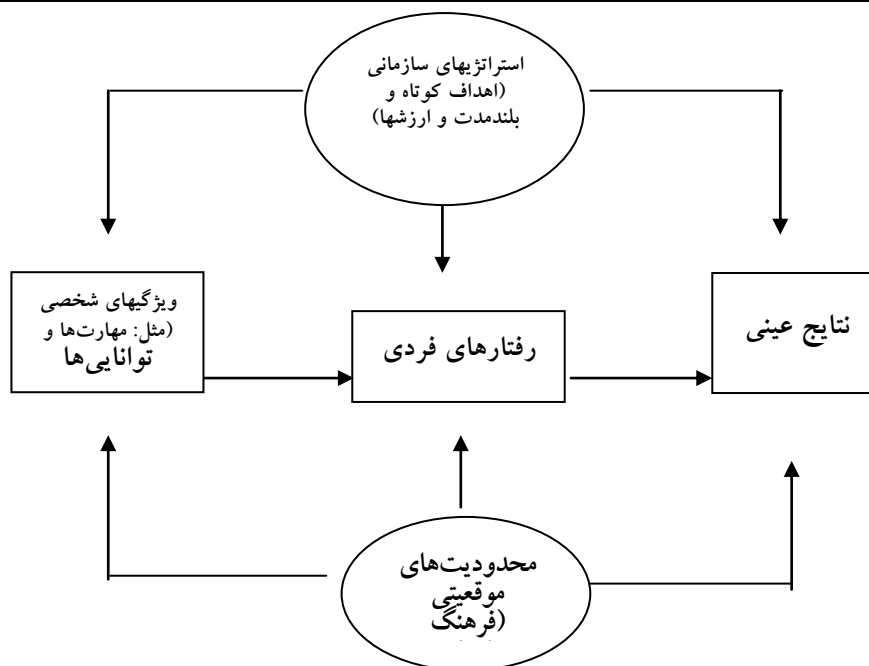 استراتژیهای سازمانی
(اهداف کوتاه و
بلندمدت و ارزشها)
ویژگیهای شخصی
(مثل: مهارت‌ها و
توانایی‌ها
رفتارهای فردی
نتایج عینی
محدودیت‌های
موقعیتی
(فرهنگ